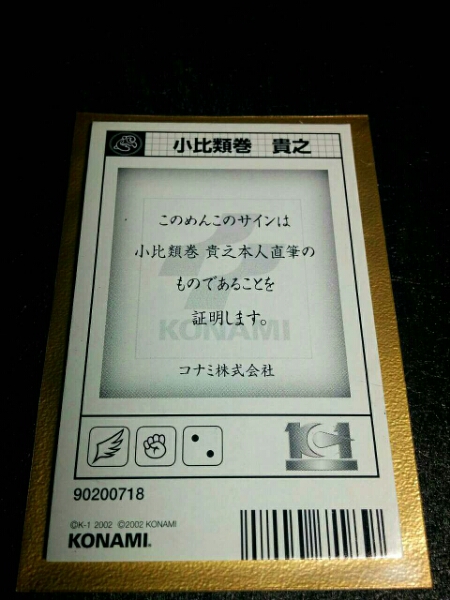 小比類巻 貴之
このめんこのサインは
小比類巻 貴之本人直筆の
ものであることを
証明します。
KONAMI
コナミ株式会社
K-1
90200718
©K-1 2002 ©2002 KONAMI
KONAMI.